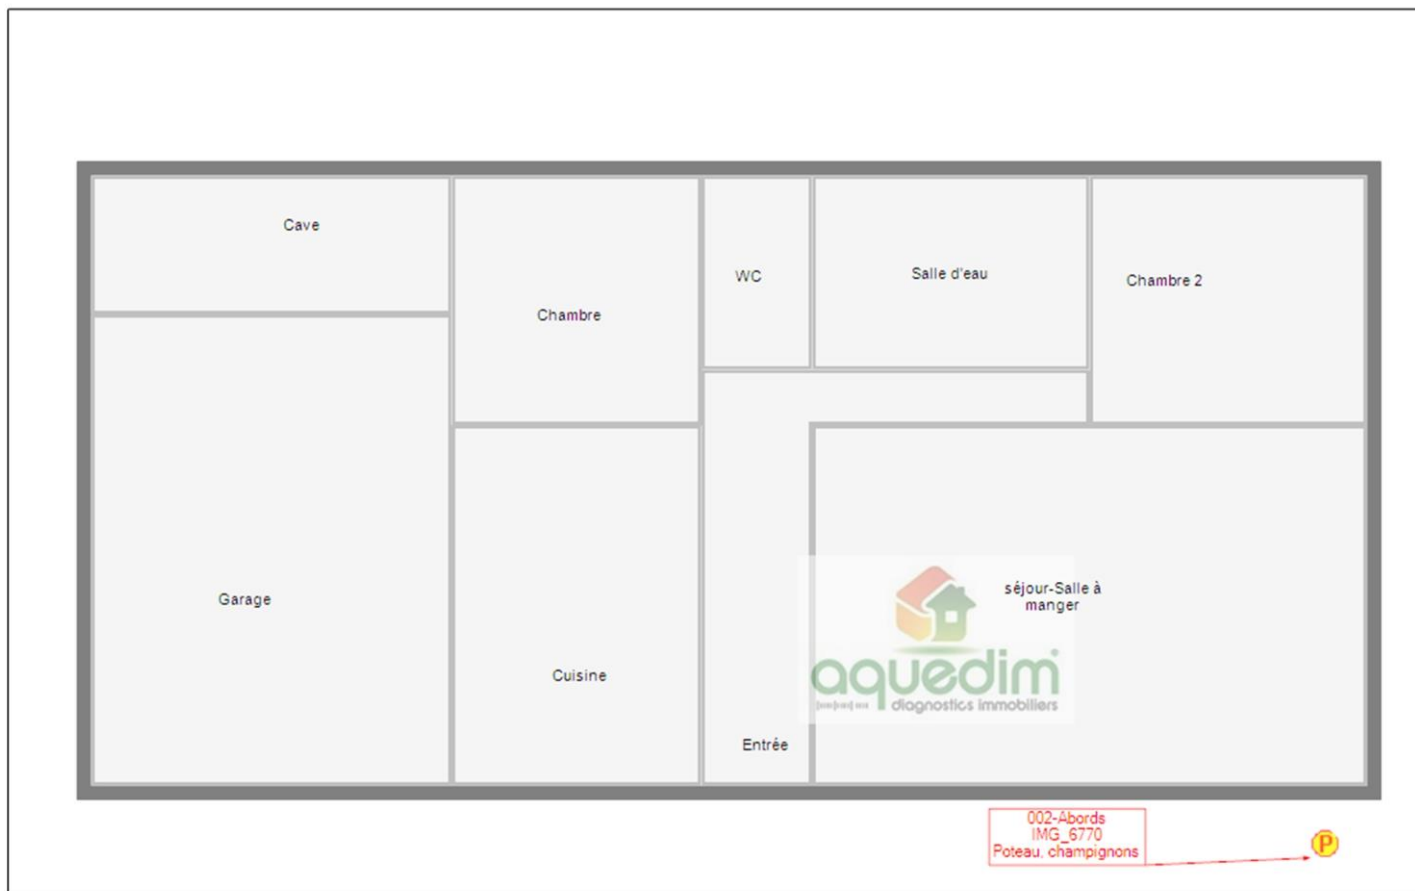 Cave
WC
Salle d'eau
Chambre 2
Chambre
séjour-Salle à
manger
Garage
aquedim
diagnostics immobiliers
Cuisine
Entrée
002-Abords
IMG_6770
Poteau, champignons
P